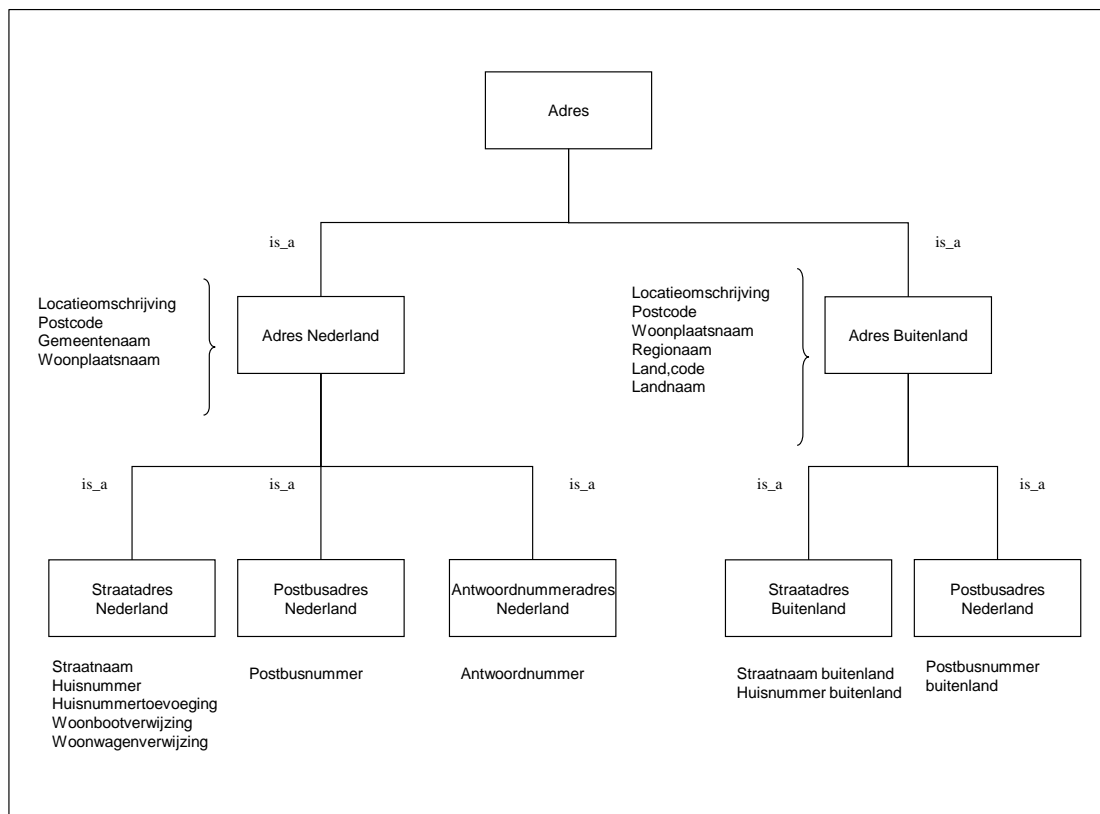 Adres
is_a
is_a
Locatieomschrijving
Postcode
Gemeentenaam
Woonplaatsnaam
Adres Nederland
Locatieomschrijving
Postcode
Woonplaatsnaam
Regionaam
Land,code
Landnaam
Adres Buitenland
is_a
is_a
is_a
is_a
is_a
Straatadres
Nederland
Postbusadres
Nederland
Antwoordnummeradres
Nederland
Straatadres
Buitenland
Postbusadres
Nederland
Straatnaam
Huisnummer
Huisnummertoevoeging
Woonbootverwijzing
Woonwagenverwijzing
Postbusnummer
Antwoordnummer
Straatnaam buitenland
Huisnummer buitenland
Postbusnummer
buitenland